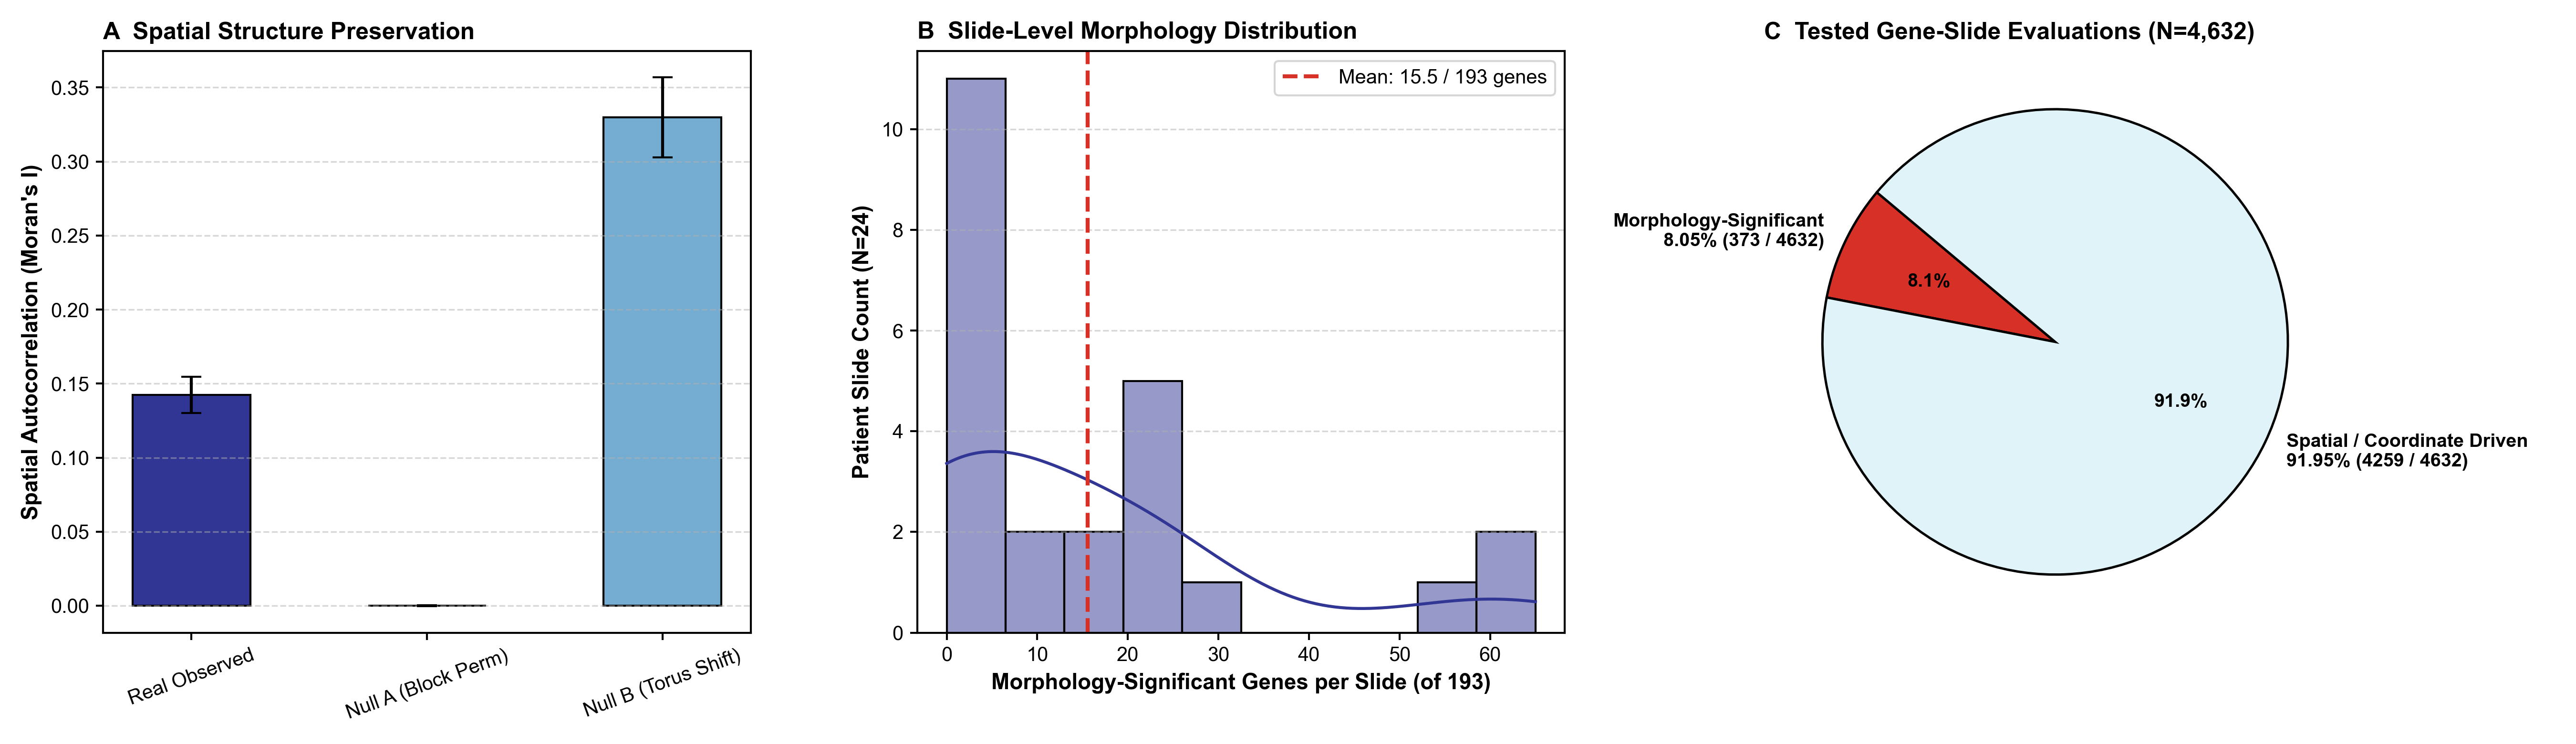 A Spatial Structure Preservation
Spatial Autocorrelation (Moran's I)
0.35
0.30
0.25
0.20
0.15
0.10
0.05
0.00
Real Observed
Null A (Block Perm)
Null B (Torus Shift)
B Slide-Level Morphology Distribution
Mean: 15.5 / 193 genes
Patient Slide Count (N=24)
10
8
6
4
2
0
0 10 20 30 40 50 60
Morphology-Significant Genes per Slide (of 193)
C Tested Gene-Slide Evaluations (N=4,632)
Morphology-Significant
8.05% (373 / 4632)
8.1%
91.9%
Spatial / Coordinate Driven
91.95% (4259 / 4632)